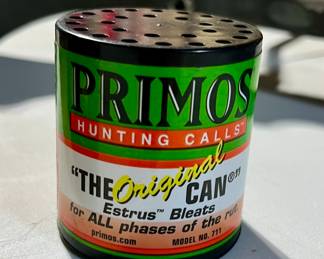 PRIMOS
HUNTING CALLS™
"THE Original CAN®"
Estrus™ Bleats
for ALL phases of the rut
primos.com MODEL NO. 711